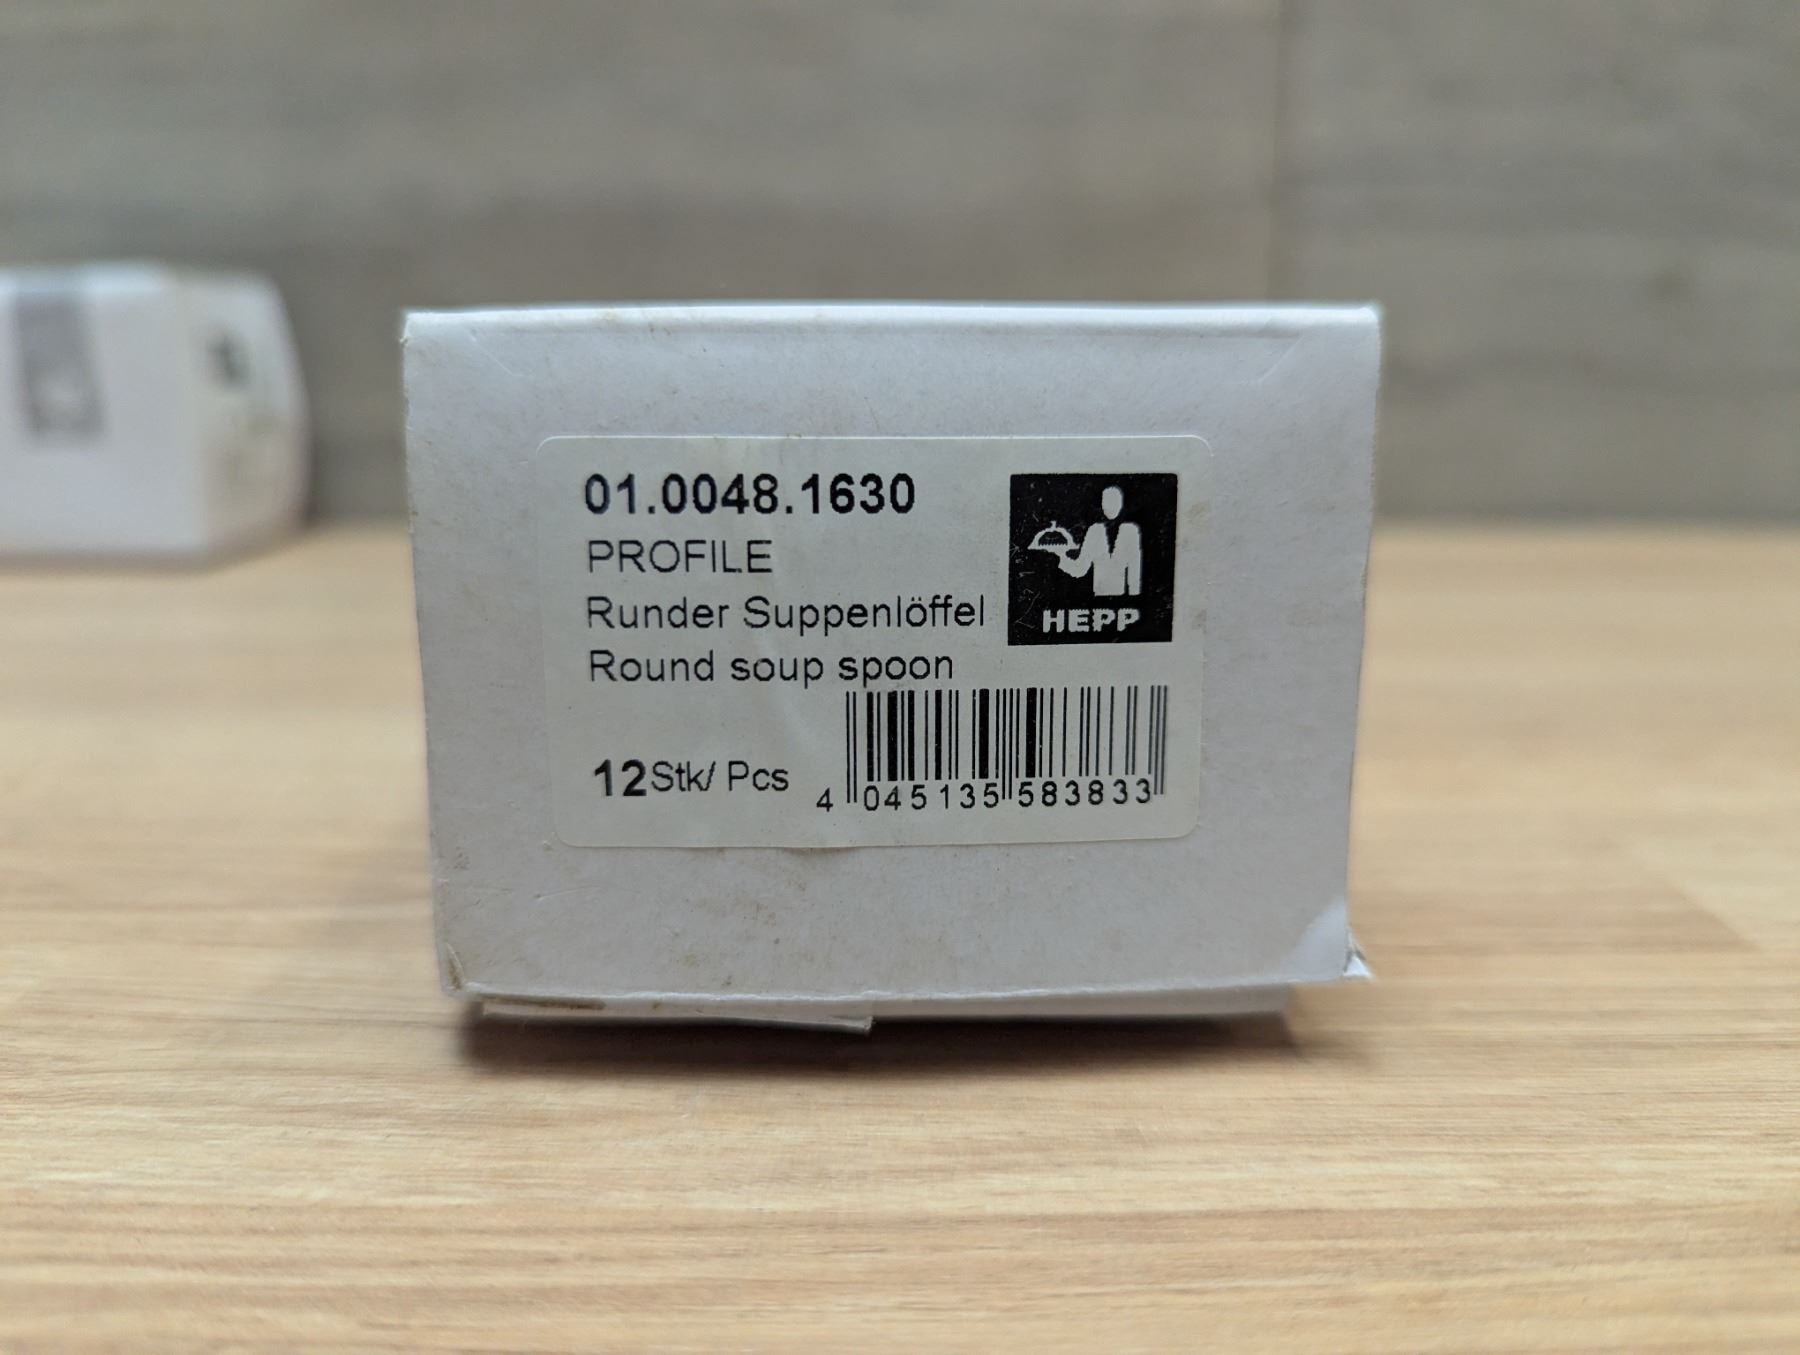 01.0048.1630
PROFILE
Runder Suppenlöffel
Round soup spoon
HEPP
12Stk/ Pcs
4 045135 583833